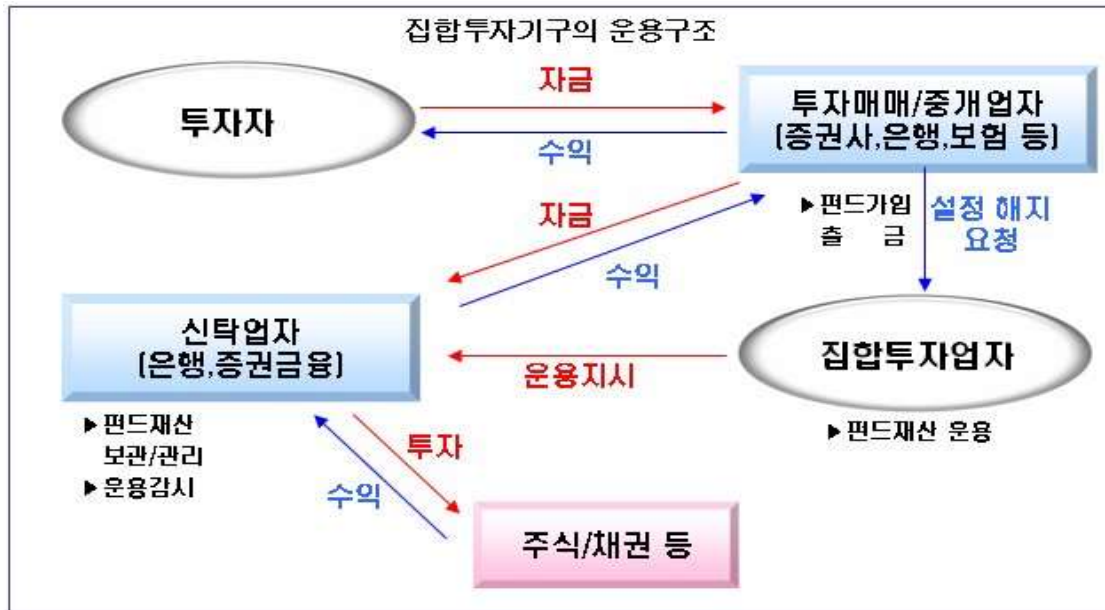 집합투자기구의 운용구조
자금
투자자
투자매매/중개업자
(증권사,은행,보험 등)
수익
자금
▶펀드가입
출 금
설정 해지
요청
수익
신탁업자
(은행,증권금융)
집합투자업자
운용지시
▶펀드재산
보관/관리
▶운용감시
▶펀드재산 운용
투자
수익
주식/채권 등